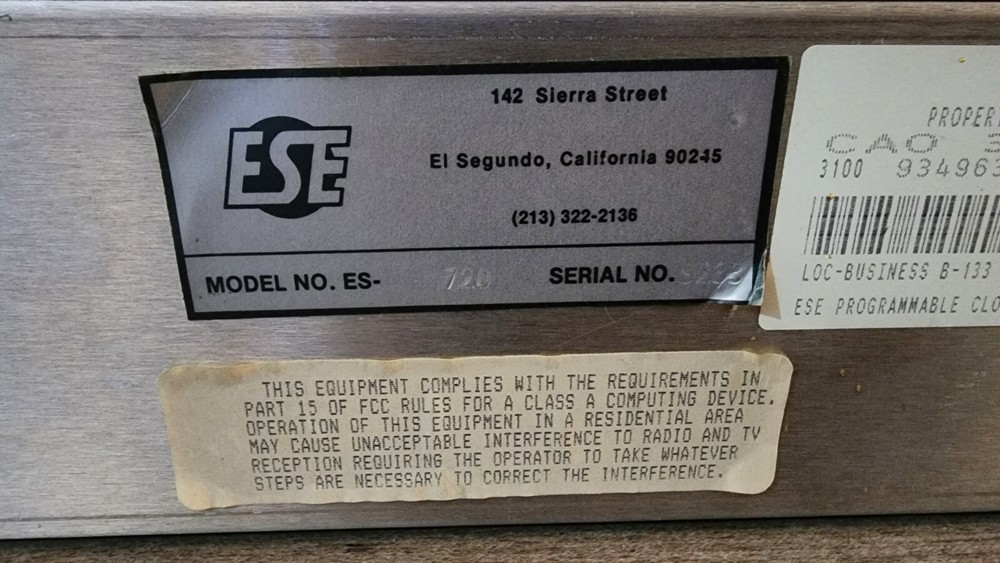 ESE
142 Sierra Street
El Segundo, California 90245
(213) 322-2136
MODEL NO. ES- 720
SERIAL NO.
PROPER
CAO
3100 934963
LOC-BUSINESS B-133
ESE PROGRAMMABLE CLO
THIS EQUIPMENT COMPLIES WITH THE REQUIREMENTS IN
PART 15 OF FCC RULES FOR A CLASS A COMPUTING DEVICE.
OPERATION OF THIS EQUIPMENT IN A RESIDENTIAL AREA
MAY CAUSE UNACCEPTABLE INTERFERENCE TO RADIO AND TV
RECEPTION REQUIRING THE OPERATOR TO TAKE WHATEVER
STEPS ARE NECESSARY TO CORRECT THE INTERFERENCE.